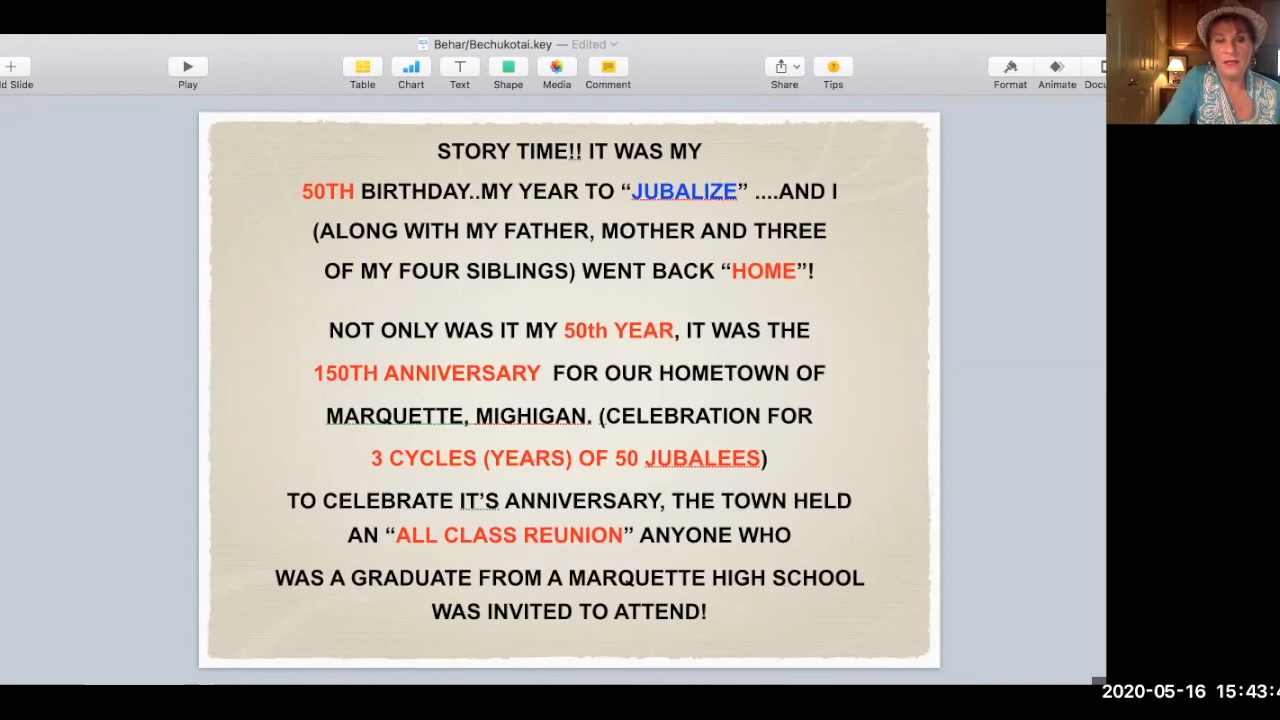 Behar/Bechukotai.key — Edited
d Slide
Play
Table
Chart
Text
Shape
Media
Comment
Share
Tips
Format
Animate
Docu
STORY TIME!! IT WAS MY
50TH BIRTHDAY..MY YEAR TO “JUBALIZE” ....AND I
(ALONG WITH MY FATHER, MOTHER AND THREE
OF MY FOUR SIBLINGS) WENT BACK “HOME”!
NOT ONLY WAS IT MY 50th YEAR, IT WAS THE
150TH ANNIVERSARY FOR OUR HOMETOWN OF
MARQUETTE, MIGHIGAN. (CELEBRATION FOR
3 CYCLES (YEARS) OF 50 JUBALEES)
TO CELEBRATE IT’S ANNIVERSARY, THE TOWN HELD
AN “ALL CLASS REUNION” ANYONE WHO
WAS A GRADUATE FROM A MARQUETTE HIGH SCHOOL
WAS INVITED TO ATTEND!
2020-05-16 15:43:4